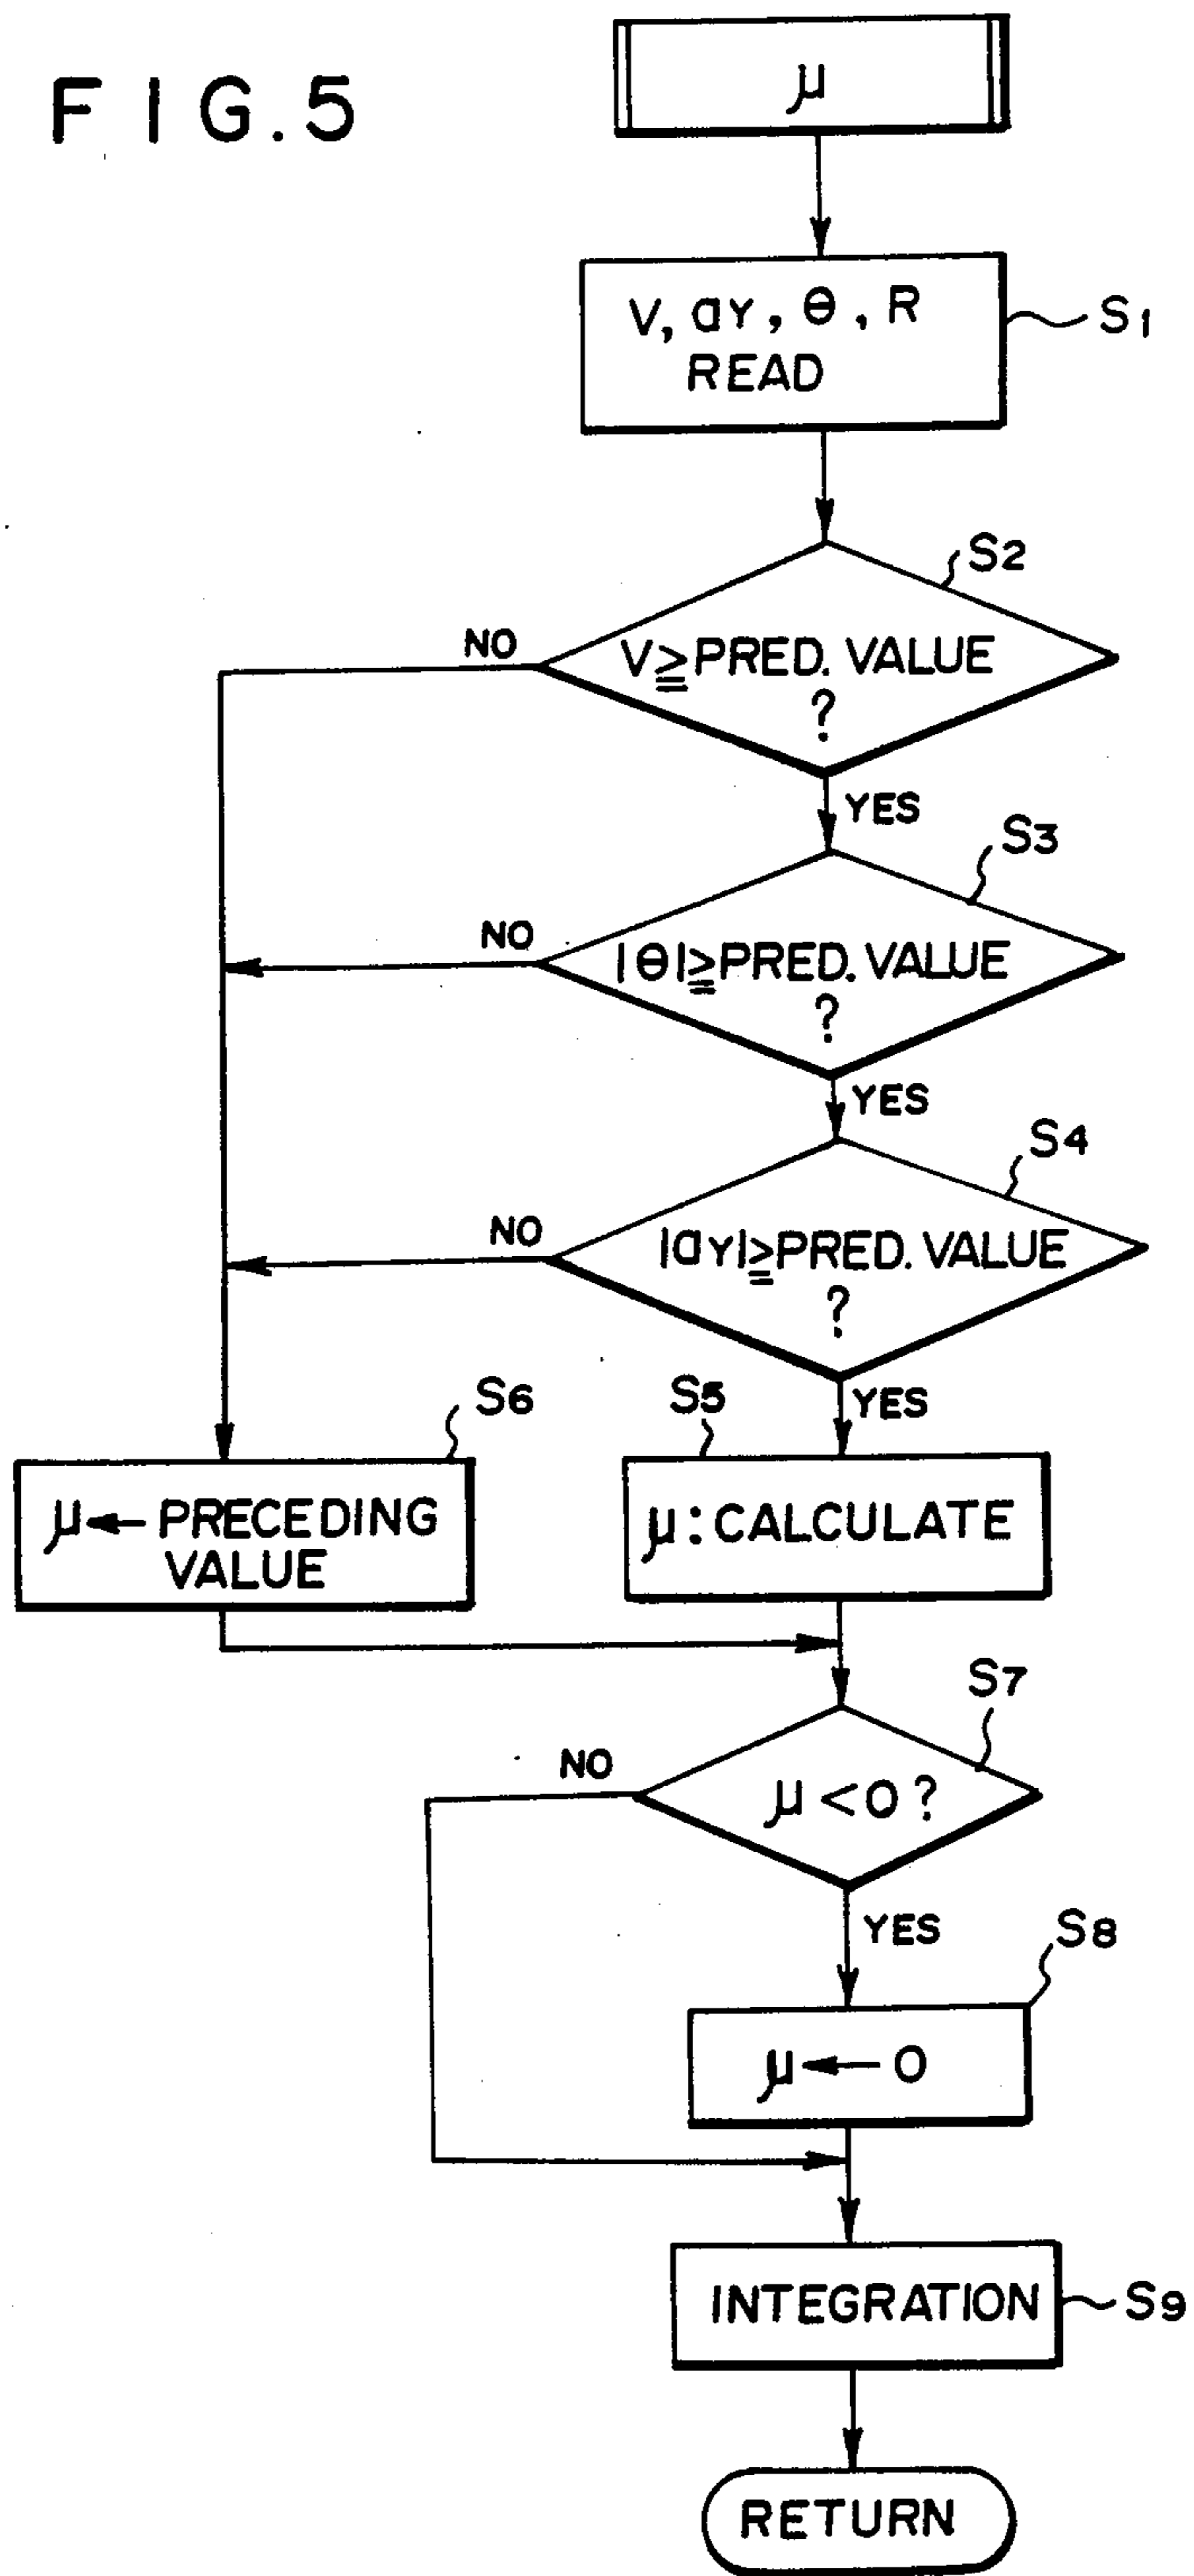 FIG.5
μ
V, aY, θ, R
READ
S1
S2
NO
V≧PRED. VALUE
?
YES
S3
NO
|θ|≧PRED. VALUE
?
YES
S4
NO
|aY|≧PRED. VALUE
?
YES
S6
S5
μ←PRECEDING
VALUE
μ:CALCULATE
S7
NO
μ<0?
YES
S8
μ←0
INTEGRATION
S9
RETURN